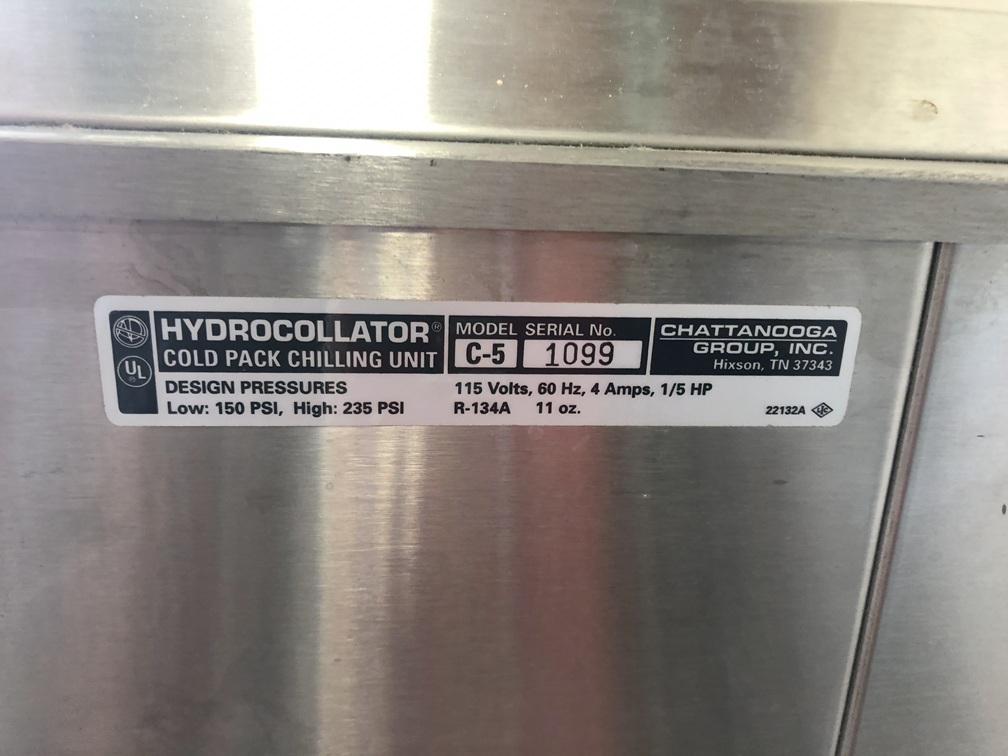 HYDROCOLLATOR®
COLD PACK CHILLING UNIT
MODEL SERIAL No.
C-5 1099
CHATTANOOGA
GROUP, INC.
Hixson, TN 37343
UL
DESIGN PRESSURES
Low: 150 PSI, High: 235 PSI
115 Volts, 60 Hz, 4 Amps, 1/5 HP
R-134A 11 oz.
22132A